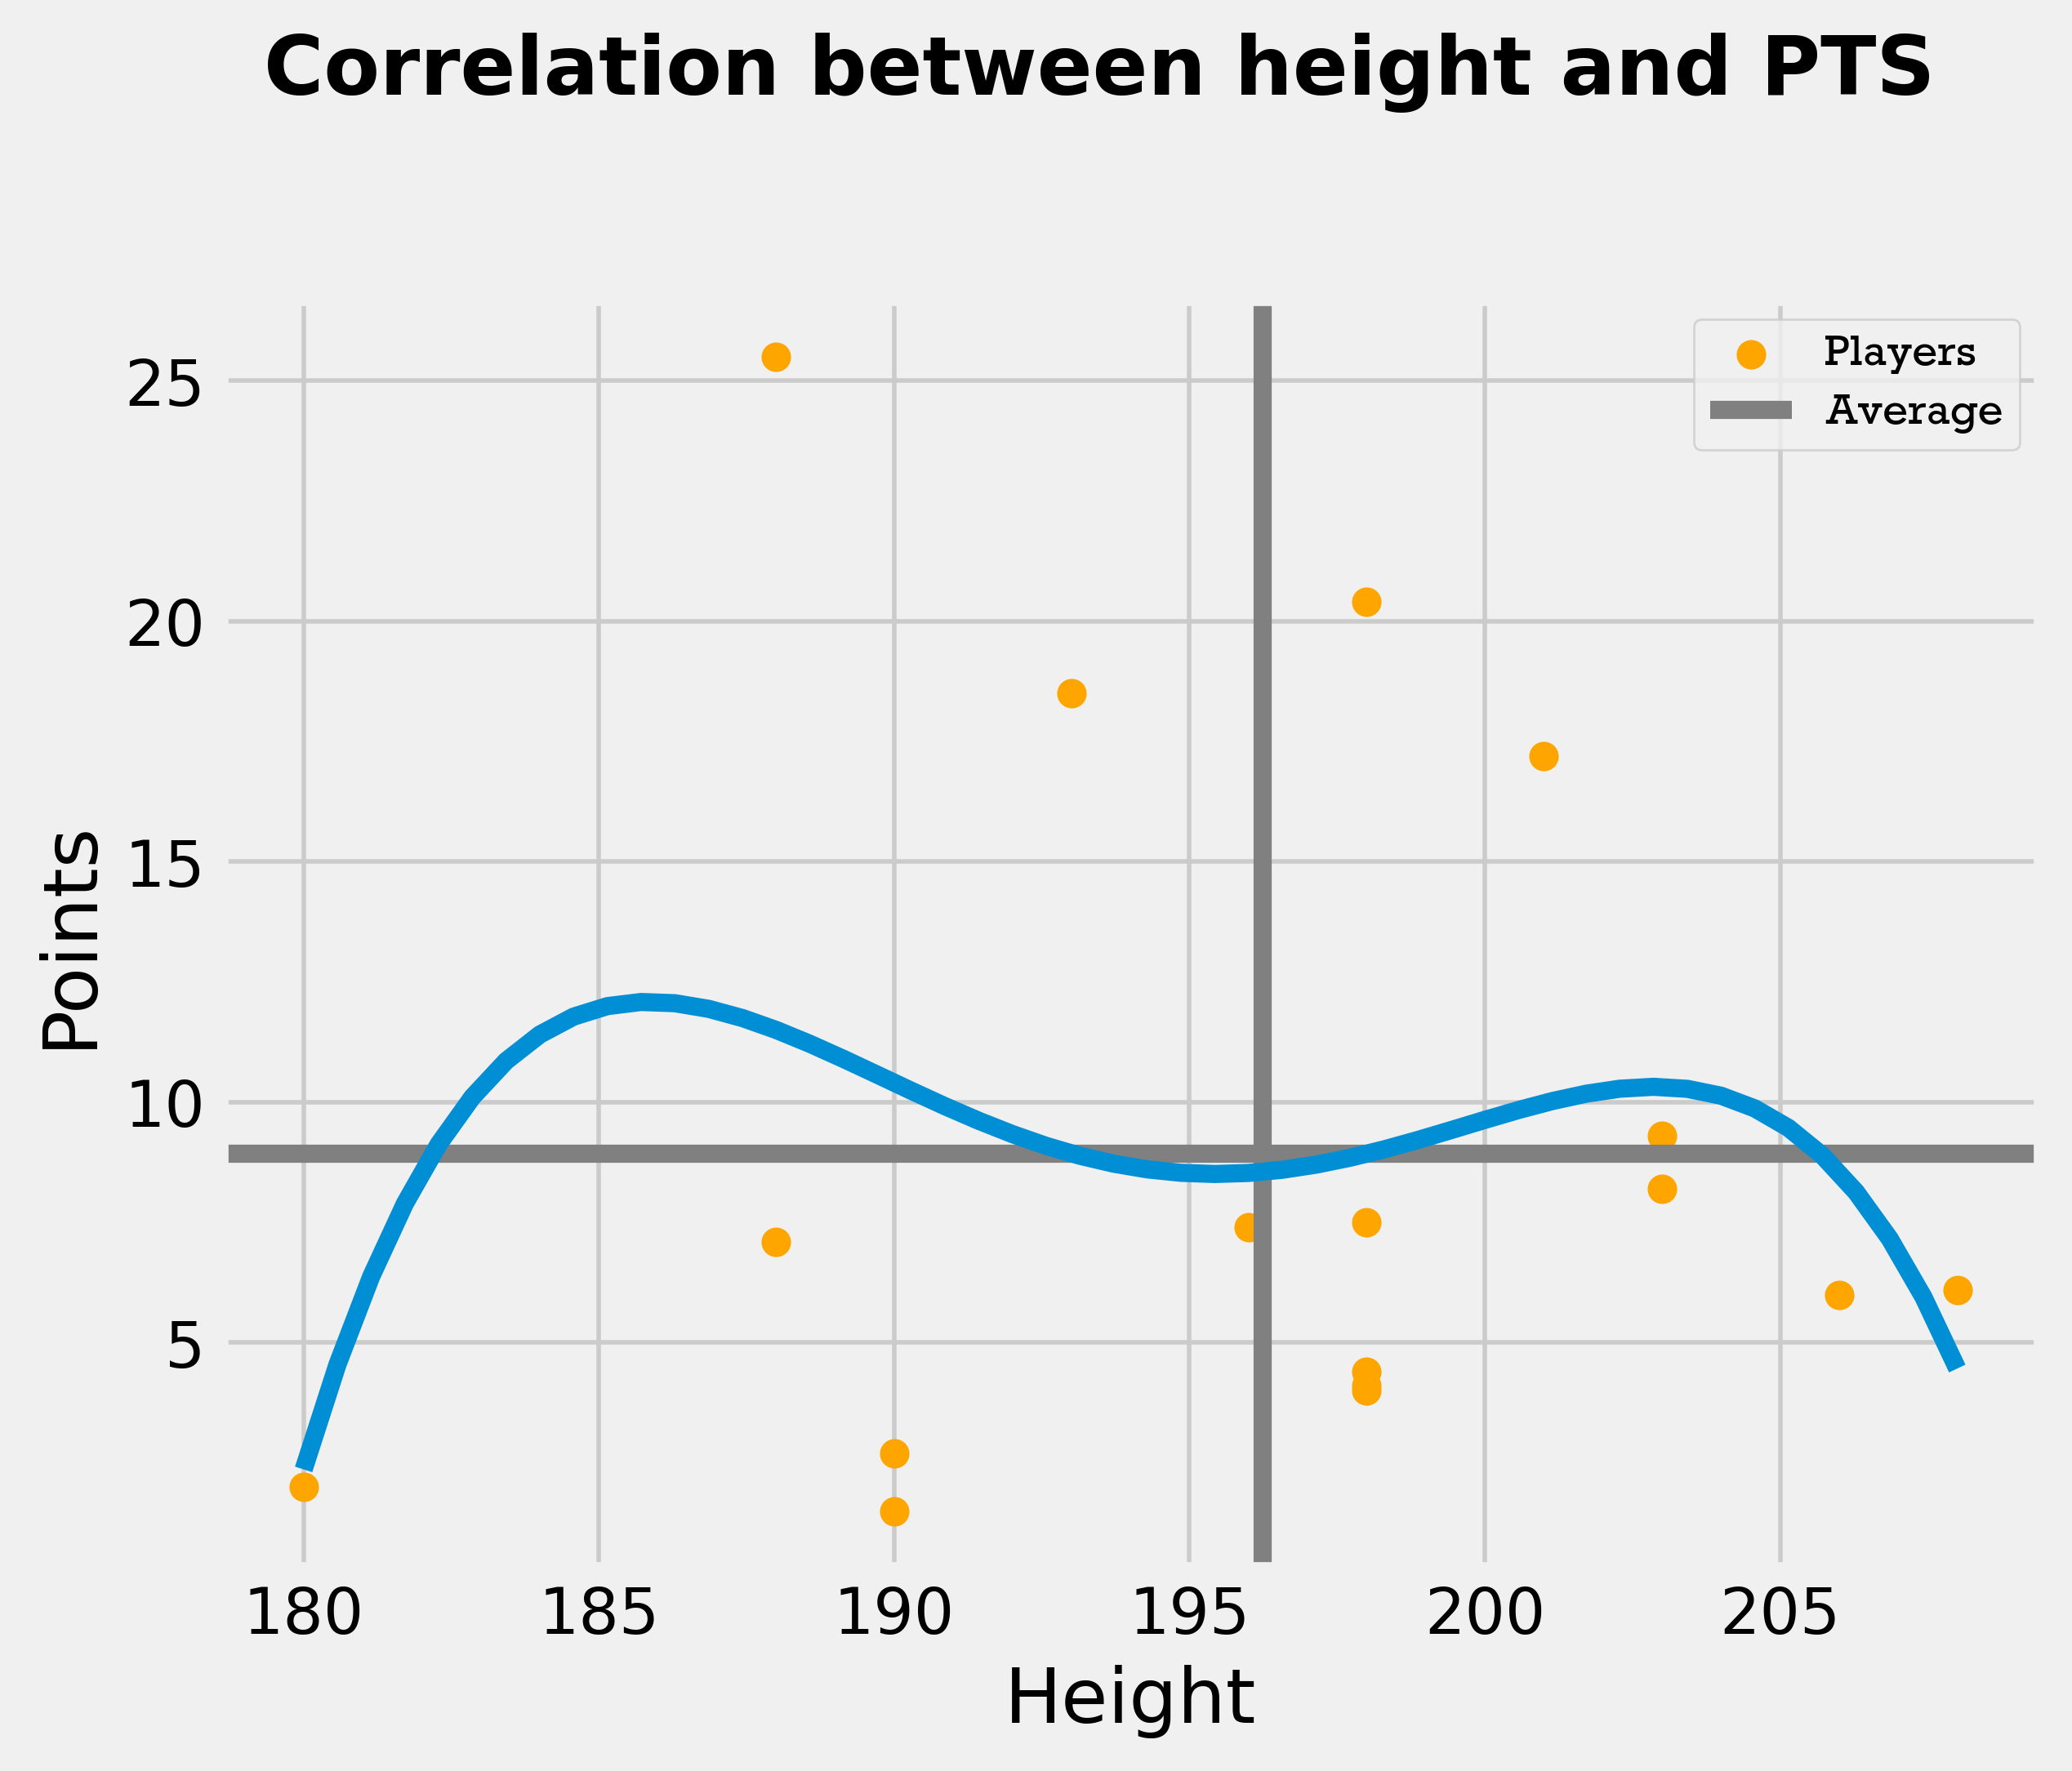 Correlation between height and PTS
Players
Average
25
20
15
10
5
Points
180 185 190 195 200 205
Height